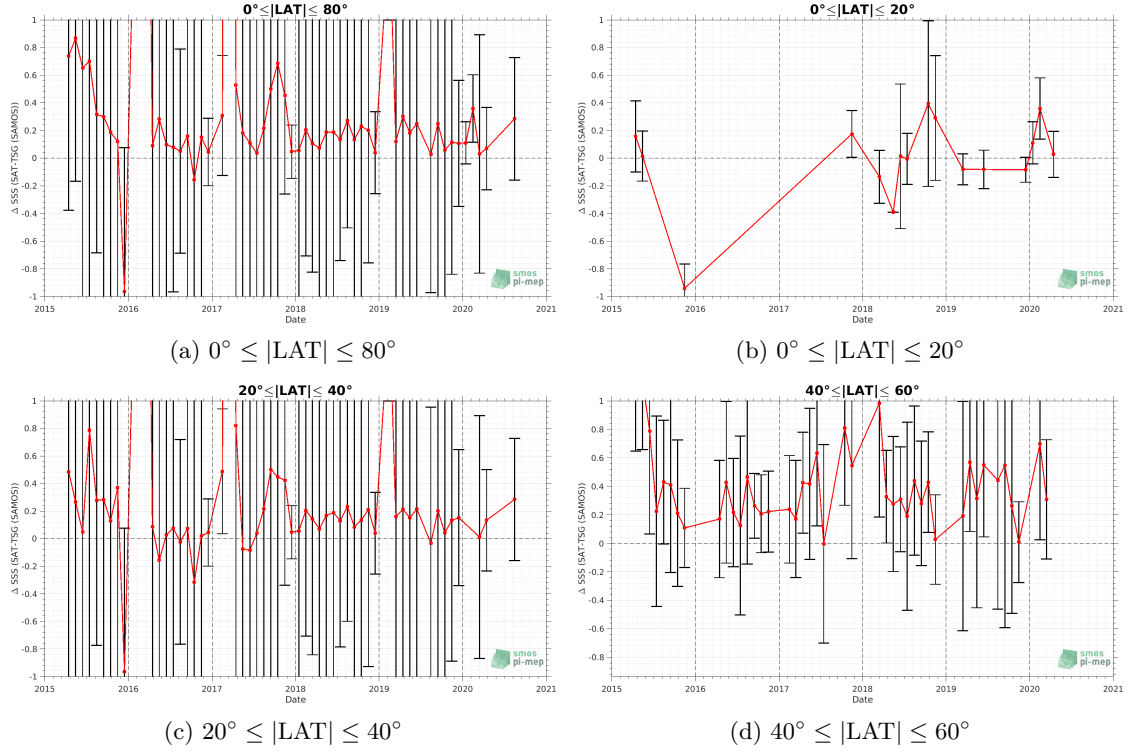 0°≤|LAT|≤ 80°
Δ SSS (SAT-TSG (SAMOS))
1
0.8
0.6
0.4
0.2
0
-0.2
-0.4
-0.6
-0.8
-1
2015 2016 2017 2018 2019 2020 2021
Date
smos
pi-mep
(a) 0° ≤ |LAT| ≤ 80°
0°≤|LAT|≤ 20°
Δ SSS (SAT-TSG (SAMOS))
1
0.8
0.6
0.4
0.2
0
-0.2
-0.4
-0.6
-0.8
-1
2015 2016 2017 2018 2019 2020 2021
Date
smos
pi-mep
(b) 0° ≤ |LAT| ≤ 20°
20°≤|LAT|≤ 40°
Δ SSS (SAT-TSG (SAMOS))
1
0.8
0.6
0.4
0.2
0
-0.2
-0.4
-0.6
-0.8
-1
2015 2016 2017 2018 2019 2020 2021
Date
smos
pi-mep
(c) 20° ≤ |LAT| ≤ 40°
40°≤|LAT|≤ 60°
Δ SSS (SAT-TSG (SAMOS))
1
0.8
0.6
0.4
0.2
0
-0.2
-0.4
-0.6
-0.8
2015 2016 2017 2018 2019 2020 2021
Date
smos
pi-mep
(d) 40° ≤ |LAT| ≤ 60°